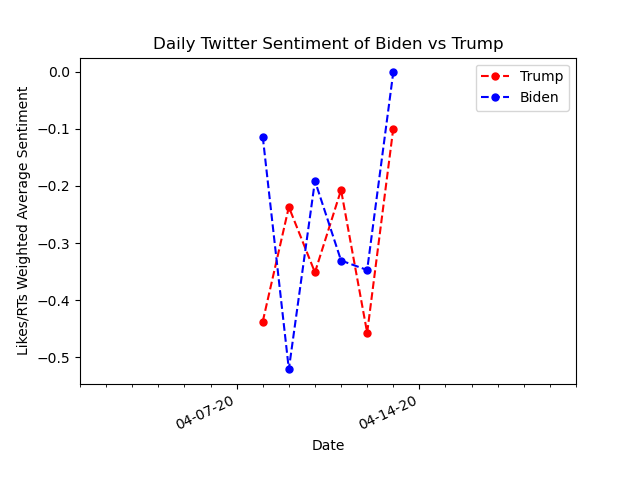 Daily Twitter Sentiment of Biden vs Trump
Trump
Biden
Likes/RTs Weighted Average Sentiment
0.0
−0.1
−0.2
−0.3
−0.4
−0.5
04-07-20
04-14-20
Date